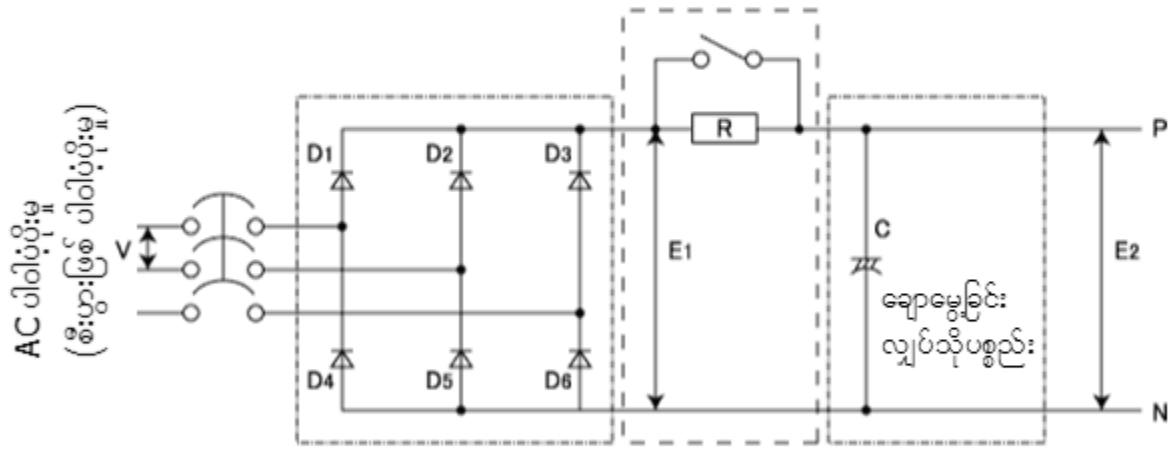 AC ပါဝါပံ့ပိုးမှု
(စီးပွားဖြစ် ပါဝါပံ့ပိုးမှု)
V
D1
D2
D3
D4
D5
D6
R
E1
C
ချောမွေ့ခြင်း
လျှပ်သိုပစ္စည်း
E2
P
N